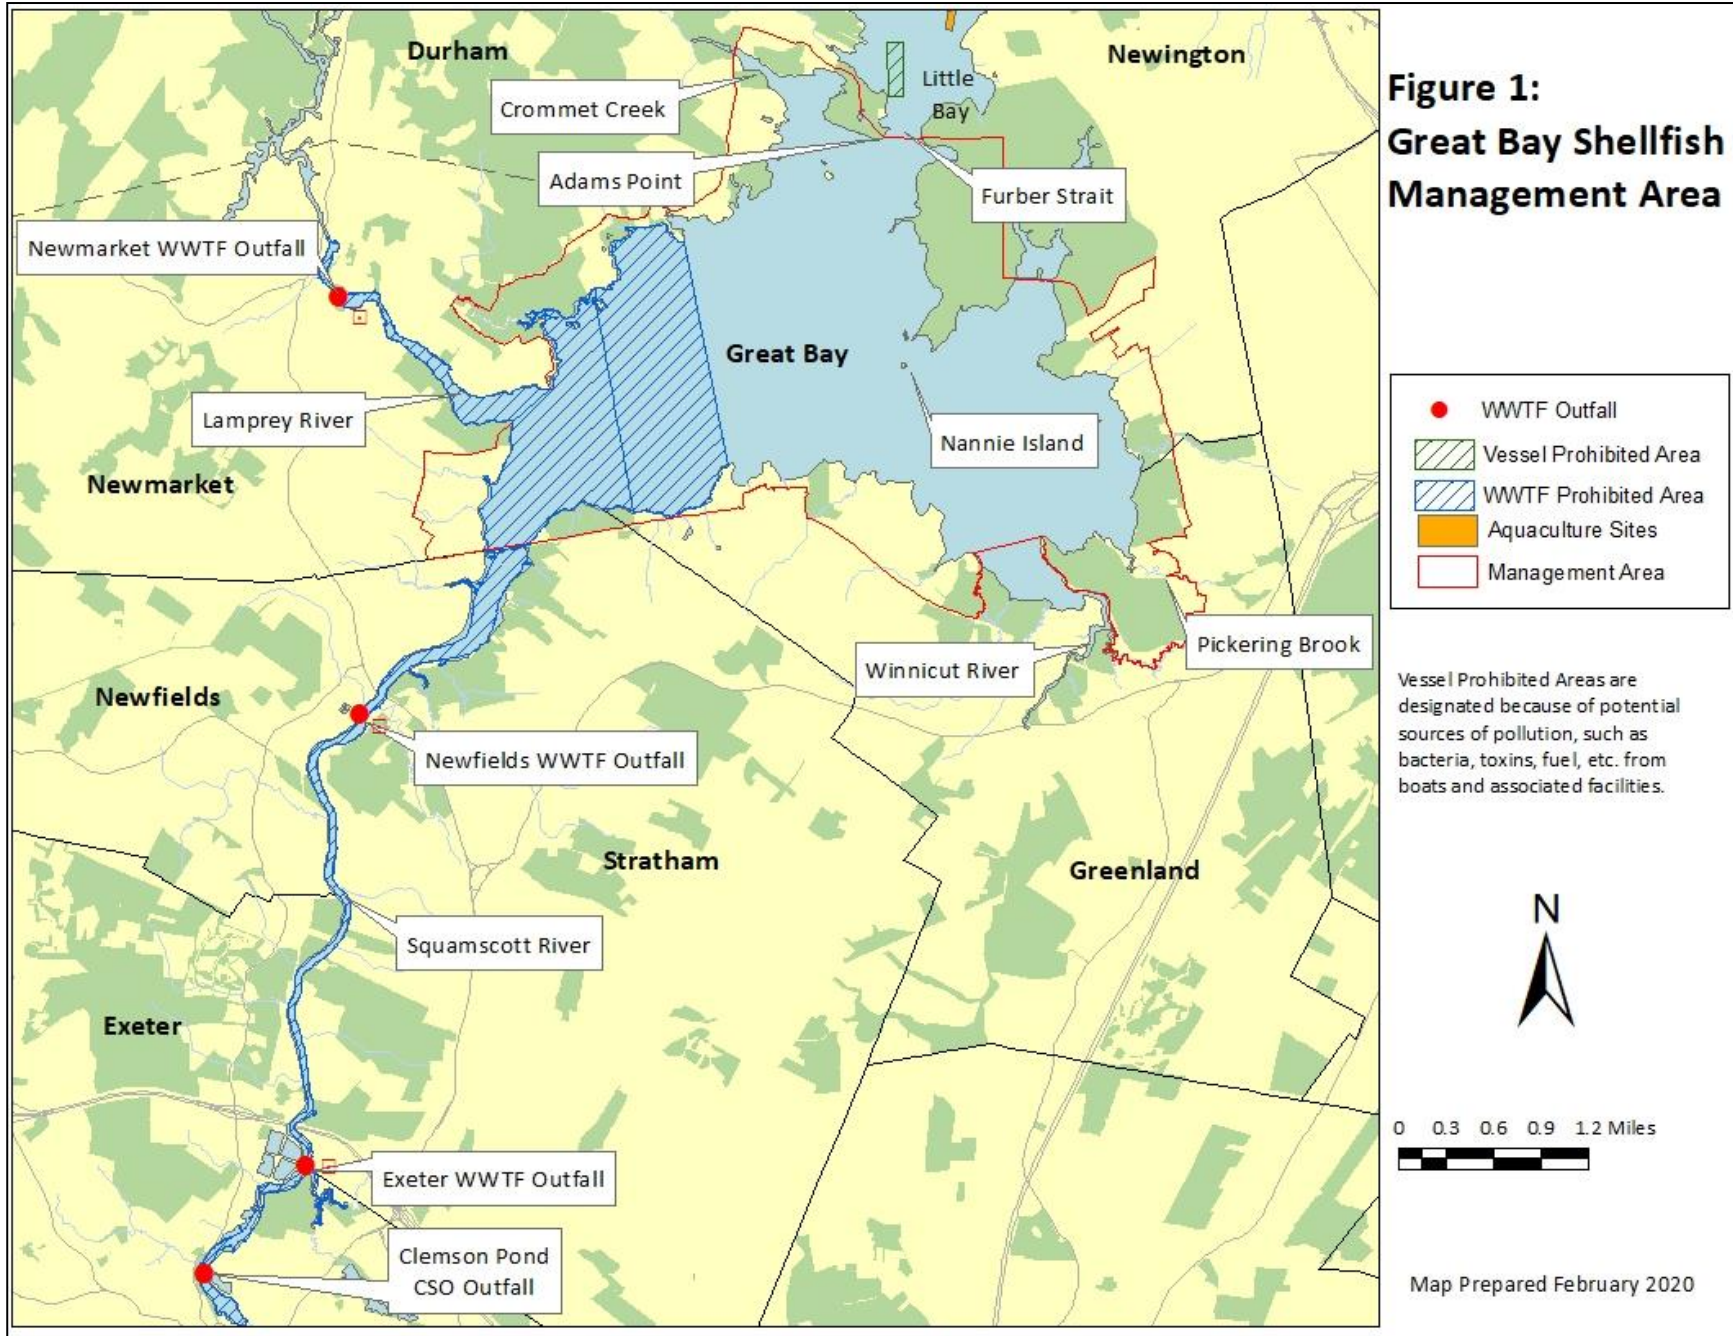 Durham
Newington
Little
Bay
Crommet Creek
Adams Point
Furber Strait
Newmarket WWTF Outfall
Great Bay
Lamprey River
Nannie Island
Newmarket
Pickering Brook
Winnicut River
Newfields
Newfields WWTF Outfall
Stratham
Greenland
Squamscott River
Exeter
Exeter WWTF Outfall
Clemson Pond
CSO Outfall
Figure 1:
Great Bay Shellfish
Management Area
WWTF Outfall
Vessel Prohibited Area
WWTF Prohibited Area
Aquaculture Sites
Management Area
Vessel Prohibited Areas are
designated because of potential
sources of pollution, such as
bacteria, toxins, fuel, etc. from
boats and associated facilities.
N
0 0.3 0.6 0.9 1.2 Miles
Map Prepared February 2020